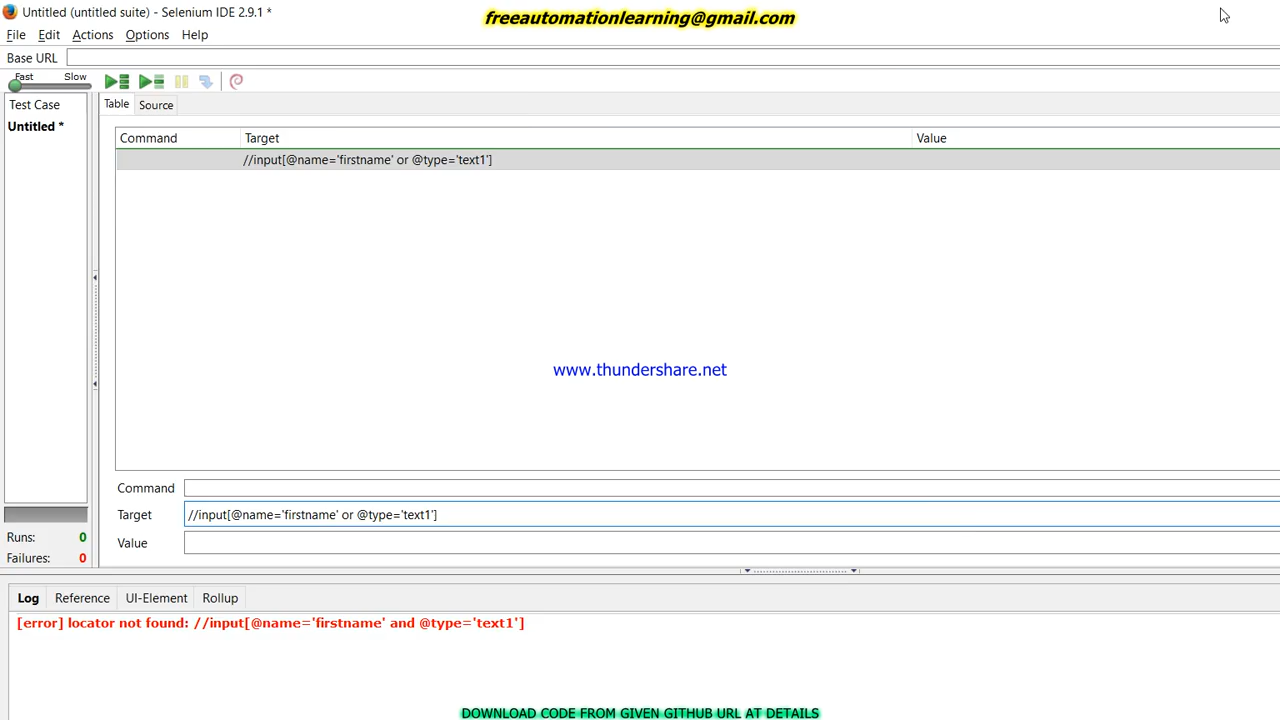 Untitled (untitled suite) - Selenium IDE 2.9.1 *
freeautomationlearning@gmail.com
File Edit Actions Options Help
Base URL
Fast Slow
Test Case
Table Source
Untitled *
Command Target Value
//input[@name='firstname' or @type='text1']
www.thundershare.net
Command
Target //input[@name='firstname' or @type='text1']
Value
Runs: 0
Failures: 0
Log Reference UI-Element Rollup
[error] locator not found: //input[@name='firstname' and @type='text1']
DOWNLOAD CODE FROM GIVEN GITHUB URL AT DETAILS